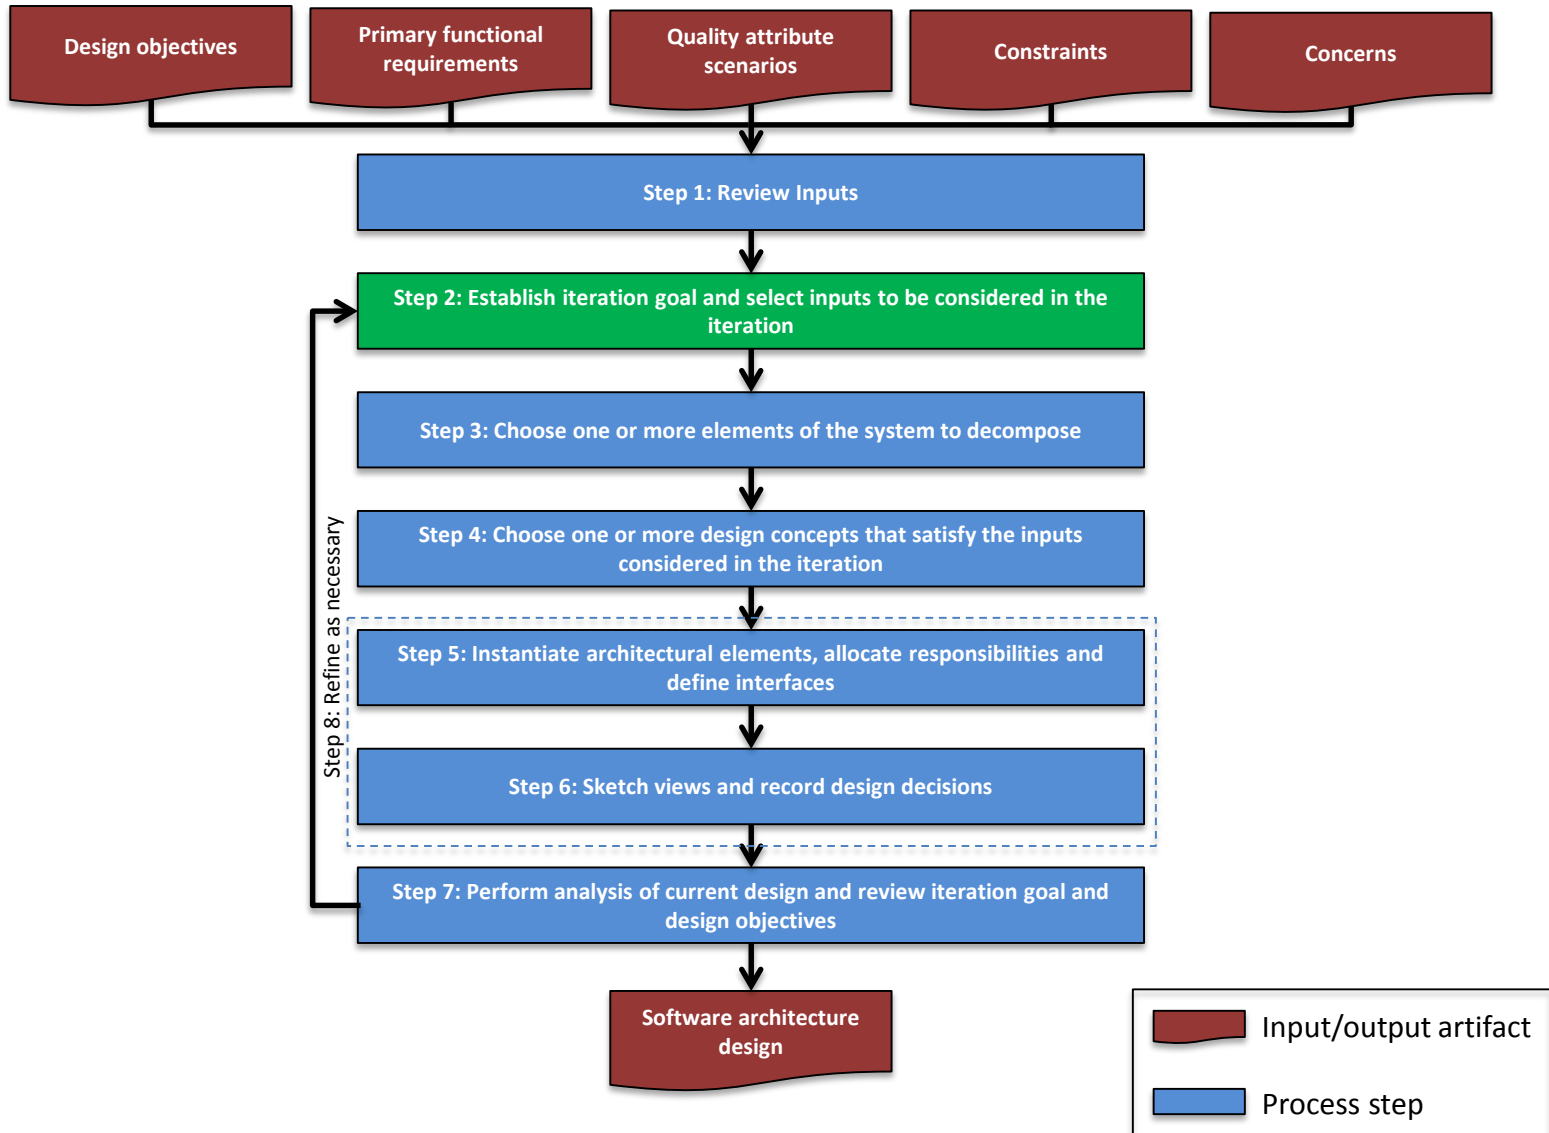 Design objectives
Primary functional
requirements
Quality attribute
scenarios
Constraints
Concerns
Step 1: Review Inputs
Step 2: Establish iteration goal and select inputs to be considered in the
iteration
Step 3: Choose one or more elements of the system to decompose
Step 4: Choose one or more design concepts that satisfy the inputs
considered in the iteration
Step 5: Instantiate architectural elements, allocate responsibilities and
define interfaces
Step 6: Sketch views and record design decisions
Step 7: Perform analysis of current design and review iteration goal and
design objectives
Step 8: Refine as necessary
Software architecture
design
Input/output artifact
Process step